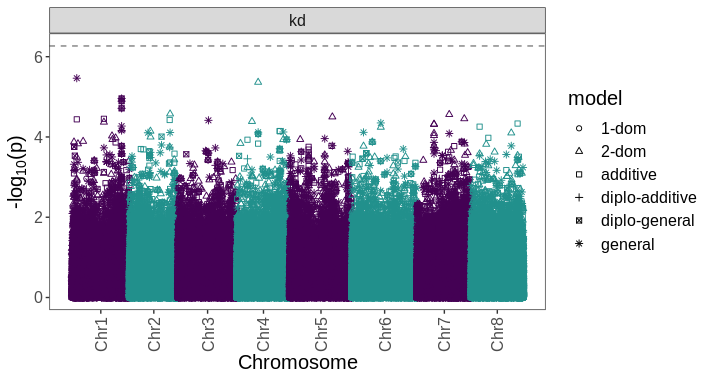 kd
6
4
2
0
-log10(p)
Chr1
Chr2
Chr3
Chr4
Chr5
Chr6
Chr7
Chr8
Chromosome
model
1-dom
2-dom
additive
diplo-additive
diplo-general
general